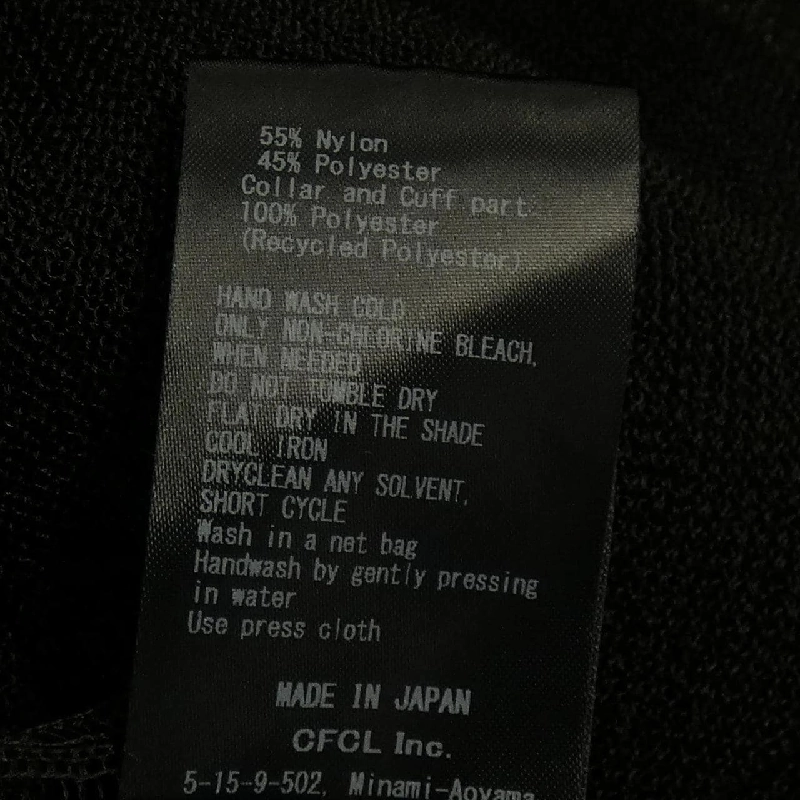 55% Nylon
45% Polyester
Collar and Cuff part
100% Polyester
(Recycled Polyester)
HAND WASH COLD
ONLY NON-CHLORINE BLEACH,
WHEN NEEDED
DO NOT TUMBLE DRY
FLAT DRY IN THE SHADE
COOL IRON
DRYCLEAN ANY SOLVENT,
SHORT CYCLE
Wash in a net bag
Handwash by gently pressing
in water
Use press cloth
MADE IN JAPAN
CFCL Inc.
5-15-9-502, Minami-Aoyama